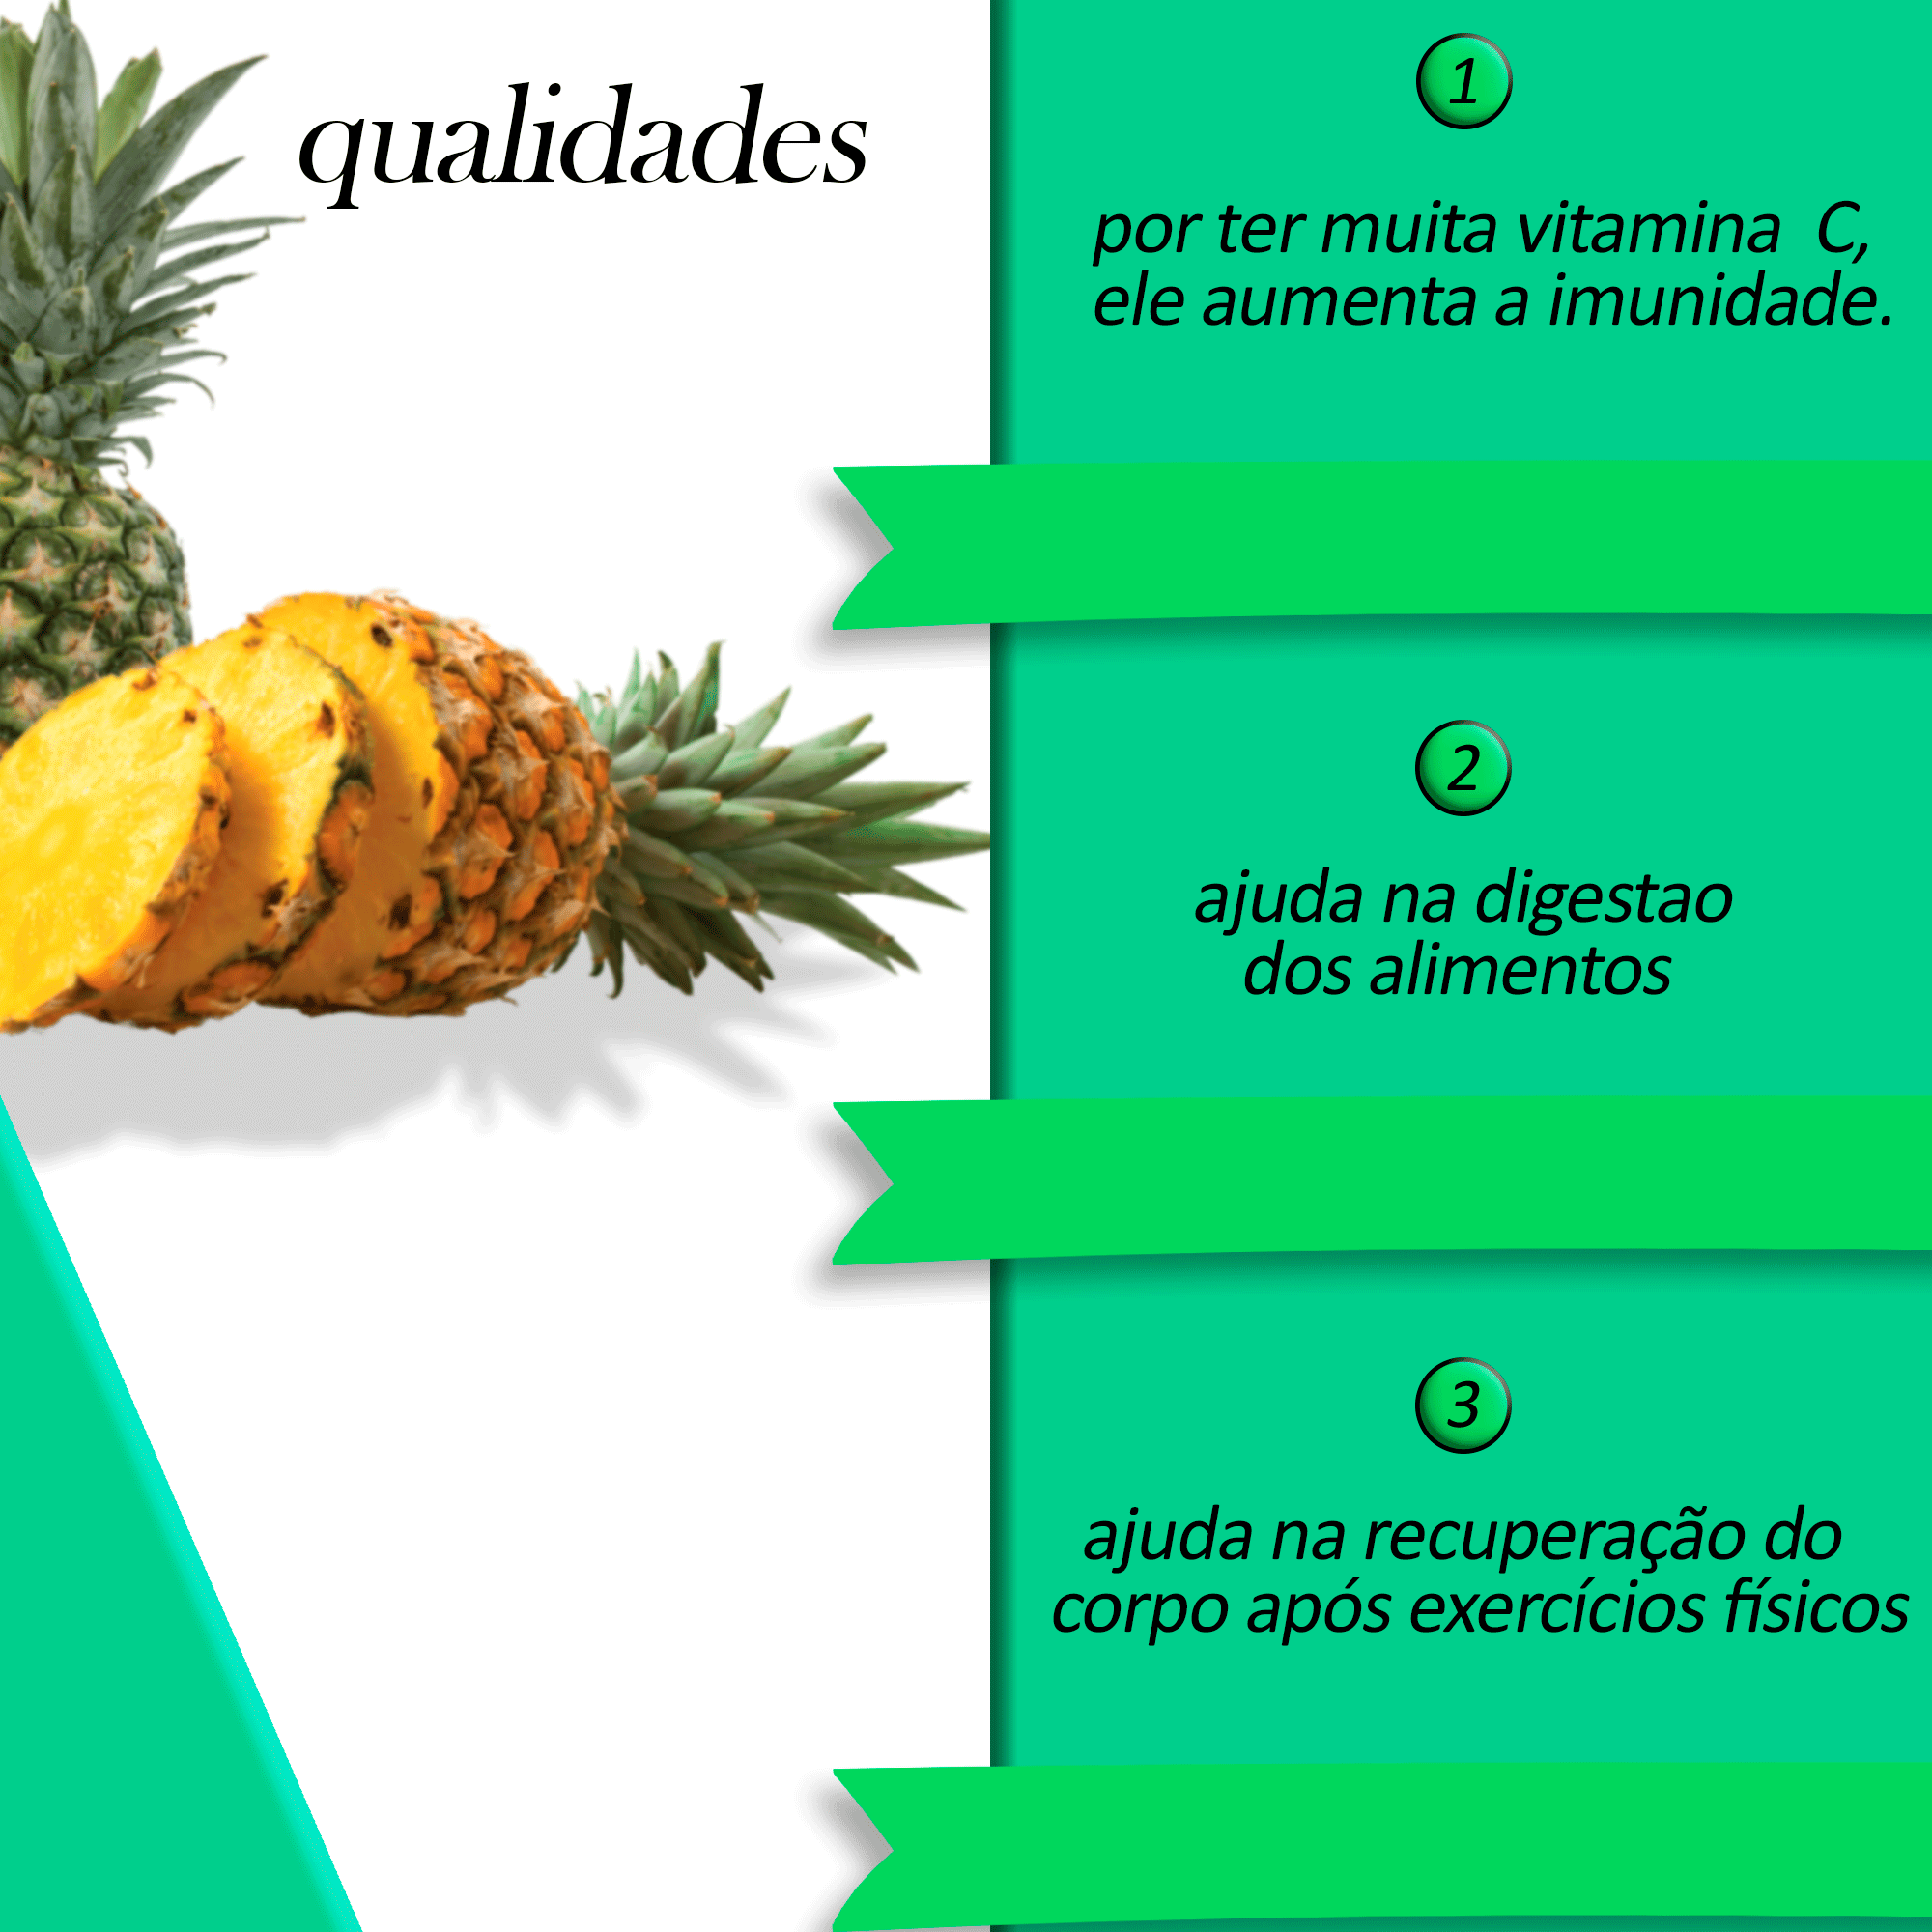 qualidades
1
por ter muita vitamina C,
ele aumenta a imunidade.
2
ajuda na digestao
dos alimentos
3
ajuda na recuperação do
corpo após exercícios físicos